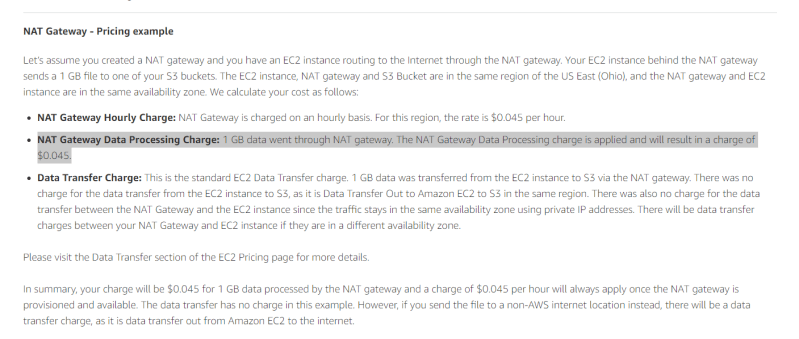 NAT Gateway - Pricing example
Let's assume you created a NAT gateway and you have an EC2 instance routing to the Internet through the NAT gateway. Your EC2 instance behind the NAT gateway
sends a 1 GB file to one of your S3 buckets. The EC2 instance, NAT gateway and S3 Bucket are in the same region of the US East (Ohio), and the NAT gateway and EC2
instance are in the same availability zone. We calculate your cost as follows:
• NAT Gateway Hourly Charge: NAT Gateway is charged on an hourly basis. For this region, the rate is $0.045 per hour.
• NAT Gateway Data Processing Charge: 1 GB data went through NAT gateway. The NAT Gateway Data Processing charge is applied and will result in a charge of
$0.045.
• Data Transfer Charge: This is the standard EC2 Data Transfer charge. 1 GB data was transferred from the EC2 instance to S3 via the NAT gateway. There was no
charge for the data transfer from the EC2 instance to S3, as it is Data Transfer Out to Amazon EC2 to S3 in the same region. There was also no charge for the data
transfer between the NAT Gateway and the EC2 instance since the traffic stays in the same availability zone using private IP addresses. There will be data transfer
charges between your NAT Gateway and EC2 instance if they are in a different availability zone.
Please visit the Data Transfer section of the EC2 Pricing page for more details.
In summary, your charge will be $0.045 for 1 GB data processed by the NAT gateway and a charge of $0.045 per hour will always apply once the NAT gateway is
provisioned and available. The data transfer has no charge in this example. However, if you send the file to a non-AWS internet location instead, there will be a data
transfer charge, as it is data transfer out from Amazon EC2 to the internet.